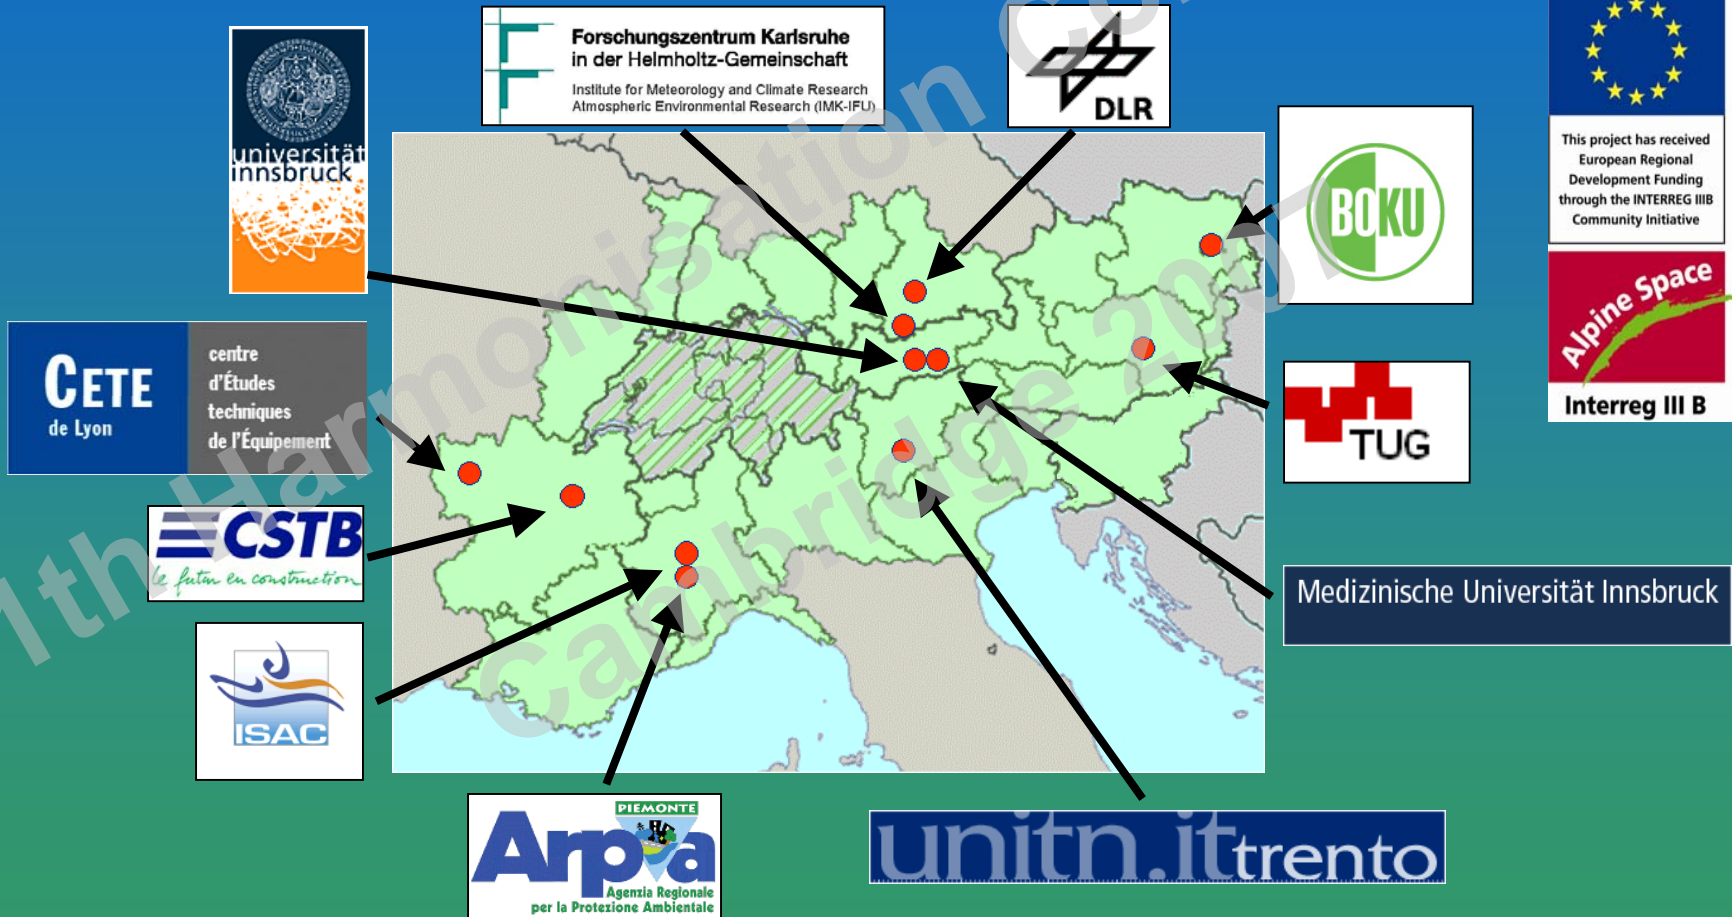 universität
innsbruck
Forschungszentrum Karlsruhe
in der Helmholtz-Gemeinschaft
Institute for Meteorology and Climate Research
Atmospheric Environmental Research (IMK-IFU)
DLR
BOKU
This project has received
European Regional
Development Funding
through the INTERREG IIIB
Community Initiative
Alpine Space
Interreg III B
CETE
de Lyon
centre
d'Études
techniques
de l'Équipement
TUG
CSTB
le futur en construction
Medizinische Universität Innsbruck
ISAC
PIEMONTE
Arpa
Agenzia Regionale
per la Protezione Ambientale
unitn.it trento
1th Harmonisation Co
Cambridge 2007